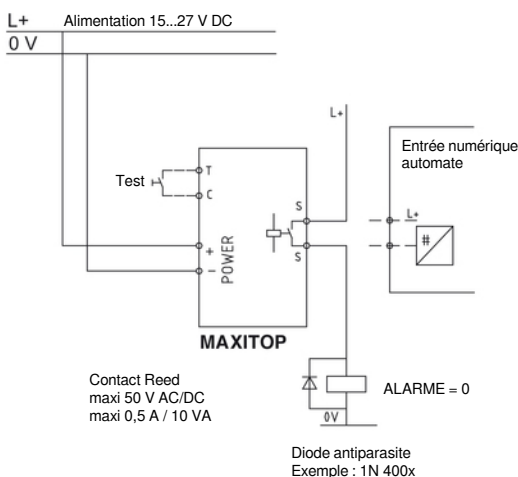 L+ Alimentation 15...27 V DC
0 V
L+
Entrée numérique
automate
T
Test
C
S
L+
#
+
S
-
POWER
MAXITOP
Contact Reed
maxi 50 V AC/DC
maxi 0,5 A / 10 VA
ALARME = 0
0V
Diode antiparasite
Exemple : 1N 400x